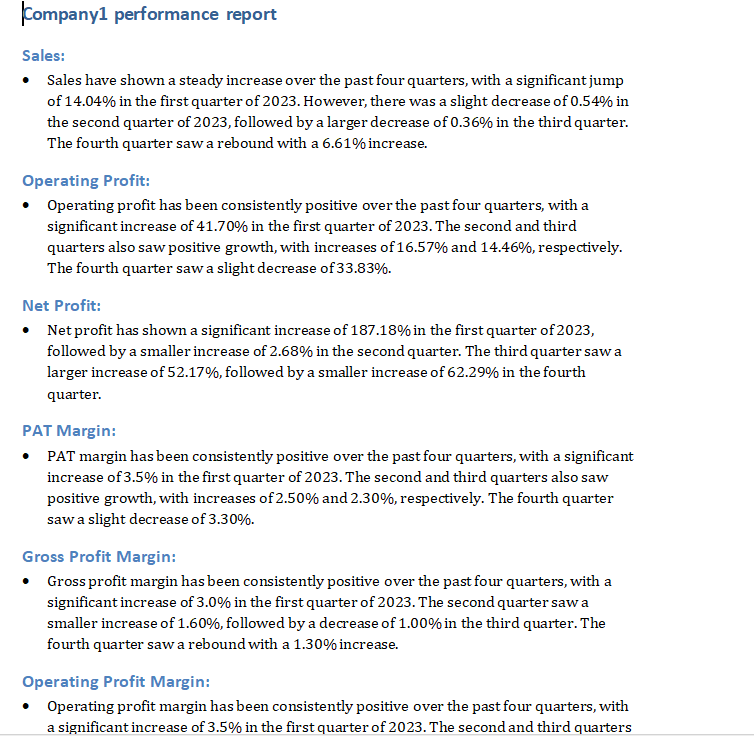 Company1 performance report
Sales:
• Sales have shown a steady increase over the past four quarters, with a significant jump
of 14.04% in the first quarter of 2023. However, there was a slight decrease of 0.54% in
the second quarter of 2023, followed by a larger decrease of 0.36% in the third quarter.
The fourth quarter saw a rebound with a 6.61% increase.
Operating Profit:
• Operating profit has been consistently positive over the past four quarters, with a
significant increase of 41.70% in the first quarter of 2023. The second and third
quarters also saw positive growth, with increases of 16.57% and 14.46%, respectively.
The fourth quarter saw a slight decrease of 33.83%.
Net Profit:
• Net profit has shown a significant increase of 187.18% in the first quarter of 2023,
followed by a smaller increase of 2.68% in the second quarter. The third quarter saw a
larger increase of 52.17%, followed by a smaller increase of 62.29% in the fourth
quarter.
PAT Margin:
• PAT margin has been consistently positive over the past four quarters, with a significant
increase of 3.5% in the first quarter of 2023. The second and third quarters also saw
positive growth, with increases of 2.50% and 2.30%, respectively. The fourth quarter
saw a slight decrease of 3.30%.
Gross Profit Margin:
• Gross profit margin has been consistently positive over the past four quarters, with a
significant increase of 3.0% in the first quarter of 2023. The second quarter saw a
smaller increase of 1.60%, followed by a decrease of 1.00% in the third quarter. The
fourth quarter saw a rebound with a 1.30% increase.
Operating Profit Margin:
• Operating profit margin has been consistently positive over the past four quarters, with
a significant increase of 3.5% in the first quarter of 2023. The second and third quarters